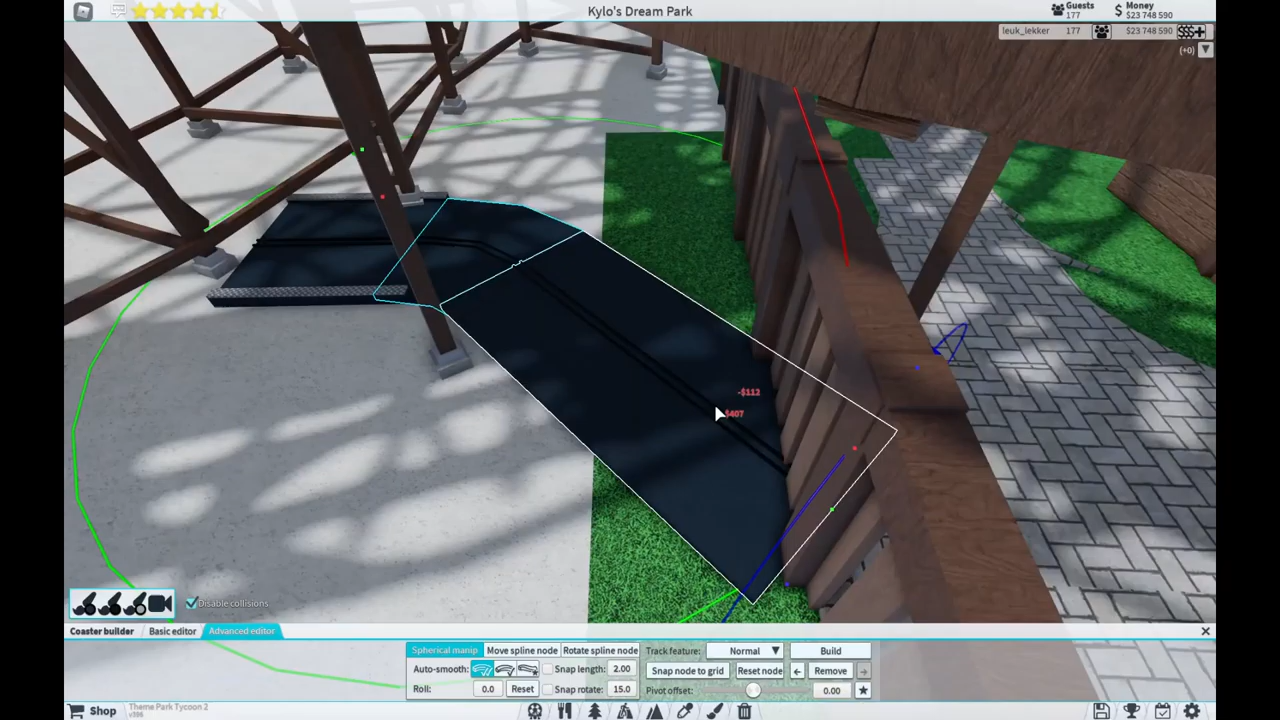 Kylo's Dream Park
Guests
177
Money
$23 748 590
leuk_lekker 177 $23 748 590
(+0)
-$112
$407
Disable collisions
Coaster builder Basic editor Advanced editor
Spherical manip Move spline node Rotate spline node Track feature: Normal Build
Auto-smooth: Snap length: 2.00 Snap node to grid Reset node Remove
Roll: 0.0 Reset Snap rotate: 15.0 Pivot offset: 0.00
Shop
Theme Park Tycoon 2
v396